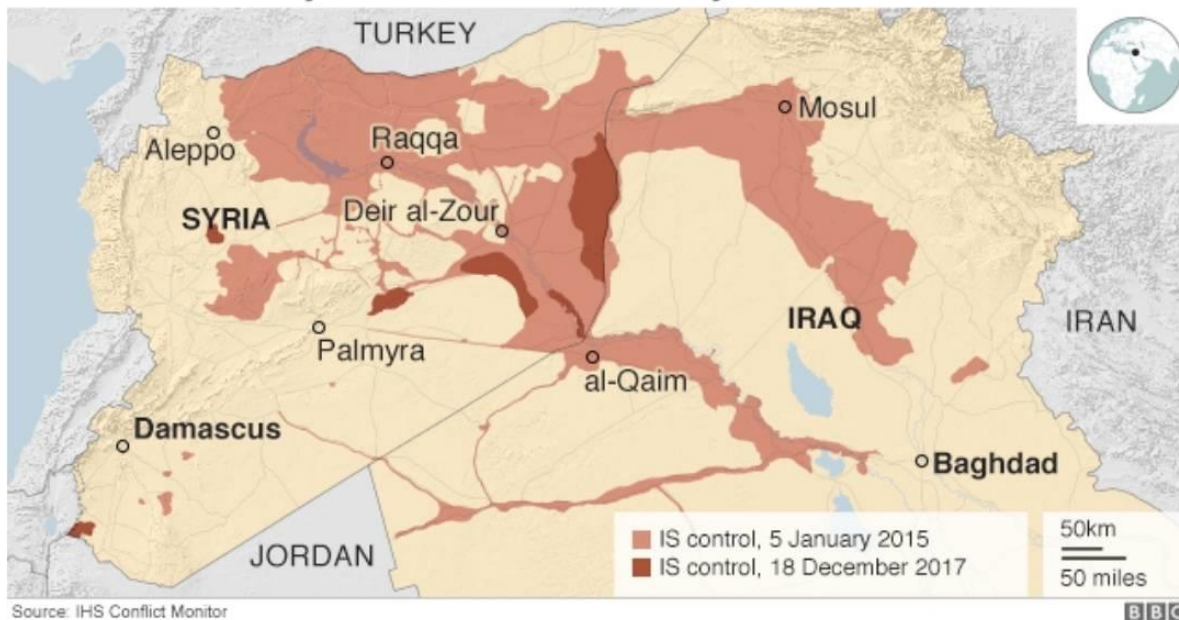 TURKEY
Mosul
Aleppo
Raqqa
SYRIA
Deir al-Zour
IRAQ
IRAN
Palmyra
al-Qaim
Damascus
Baghdad
JORDAN
IS control, 5 January 2015
IS control, 18 December 2017
50km
50 miles
Source: IHS Conflict Monitor
BBC